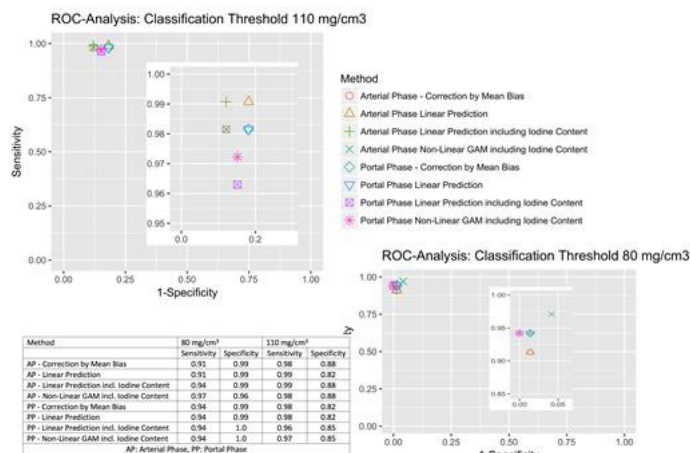 ROC-Analysis: Classification Threshold 110 mg/cm3
1.00
0.75
0.50
0.25
0.00
Sensitivity
0.00 0.25 0.50 0.75 1.00
1-Specificity
1.00
0.99
0.98
0.97
0.96
0.95
0.0 0.2
Method
Arterial Phase - Correction by Mean Bias
Arterial Phase Linear Prediction
Arterial Phase Linear Prediction including Iodine Content
Arterial Phase Non-Linear GAM including Iodine Content
Portal Phase - Correction by Mean Bias
Portal Phase Linear Prediction
Portal Phase Linear Prediction including Iodine Content
Portal Phase Non-Linear GAM including Iodine Content
ROC-Analysis: Classification Threshold 80 mg/cm3
1.00
0.75
0.50
0.25
0.00
0.00 0.25 0.50 0.75 1.00
1-Specificity
1.00
0.95
0.90
0.85
0.00 0.05
Method 80 mg/cm³ 110 mg/cm³
Sensitivity Specificity Sensitivity Specificity
AP - Correction by Mean Bias 0.91 0.99 0.98 0.88
AP - Linear Prediction 0.91 0.99 0.99 0.82
AP - Linear Prediction incl. Iodine Content 0.94 0.99 0.99 0.88
AP - Non-Linear GAM incl. Iodine Content 0.97 0.96 0.98 0.88
PP - Correction by Mean Bias 0.94 0.99 0.98 0.82
PP - Linear Prediction 0.94 0.99 0.98 0.82
PP - Linear Prediction incl. Iodine Content 0.94 1.0 0.96 0.85
PP - Non-Linear GAM incl. Iodine Content 0.94 1.0 0.97 0.85
AP: Arterial Phase, PP: Portal Phase